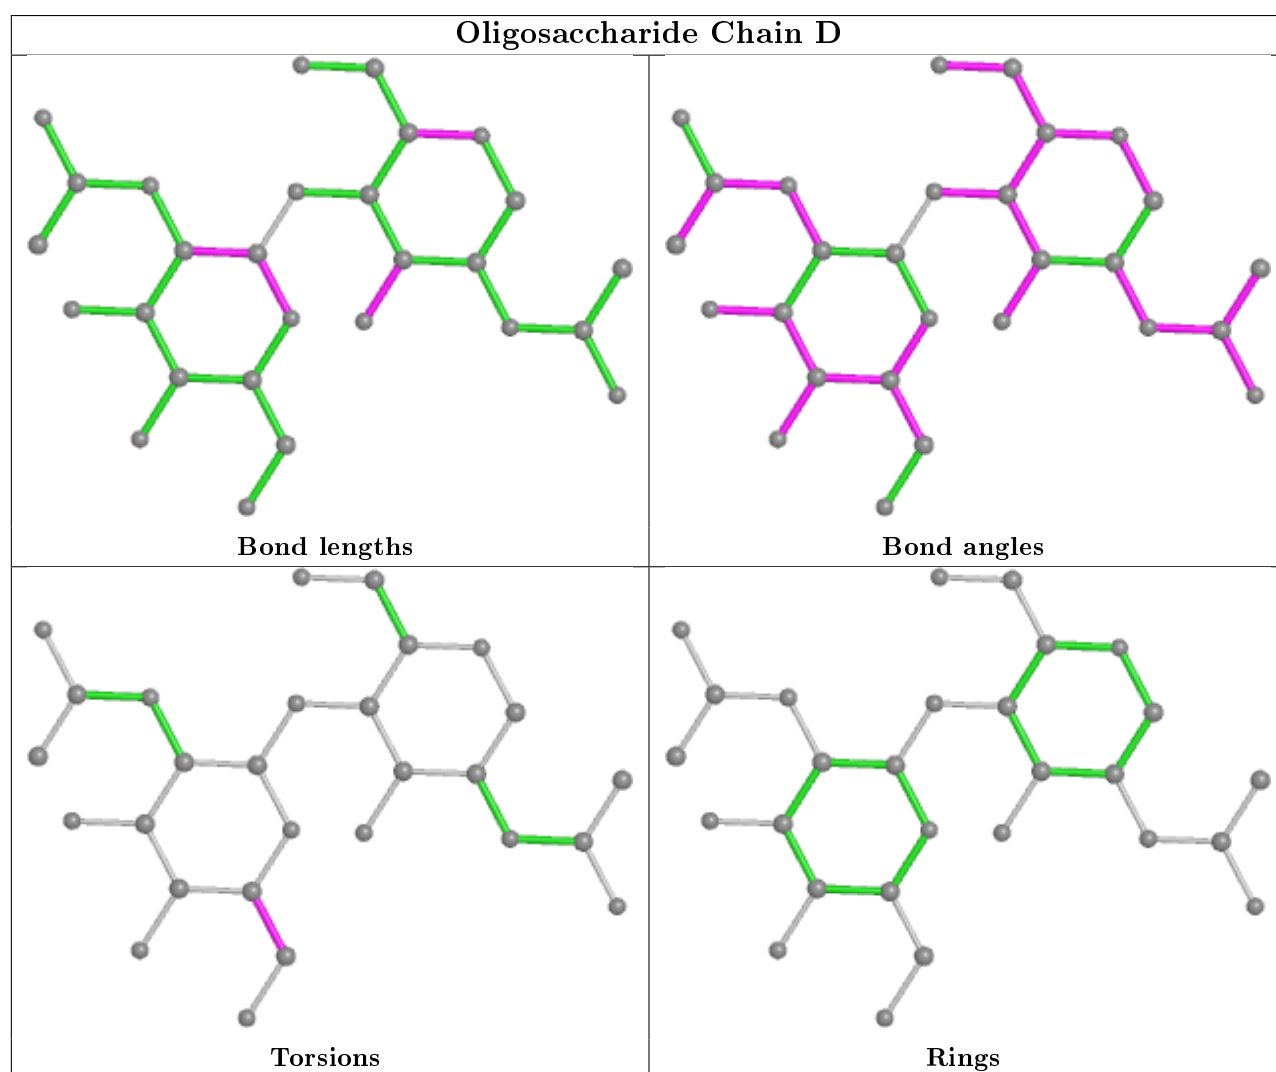 Oligosaccharide Chain D
Bond lengths
Bond angles
Torsions
Rings